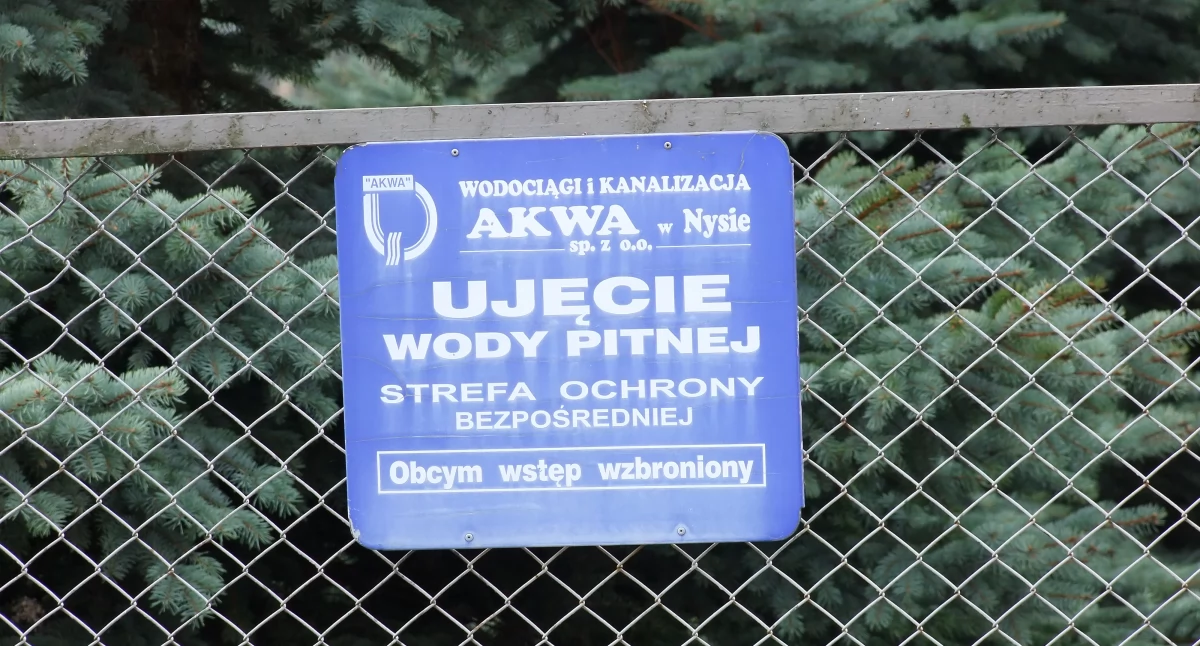 "AKWA"
WODOCIĄGI i KANALIZACJA
AKWA w Nysie
sp. z o.o.
UJĘCIE
WODY PITNEJ
STREFA OCHRONY
BEZPOŚREDNIEJ
Obcym wstęp wzbroniony